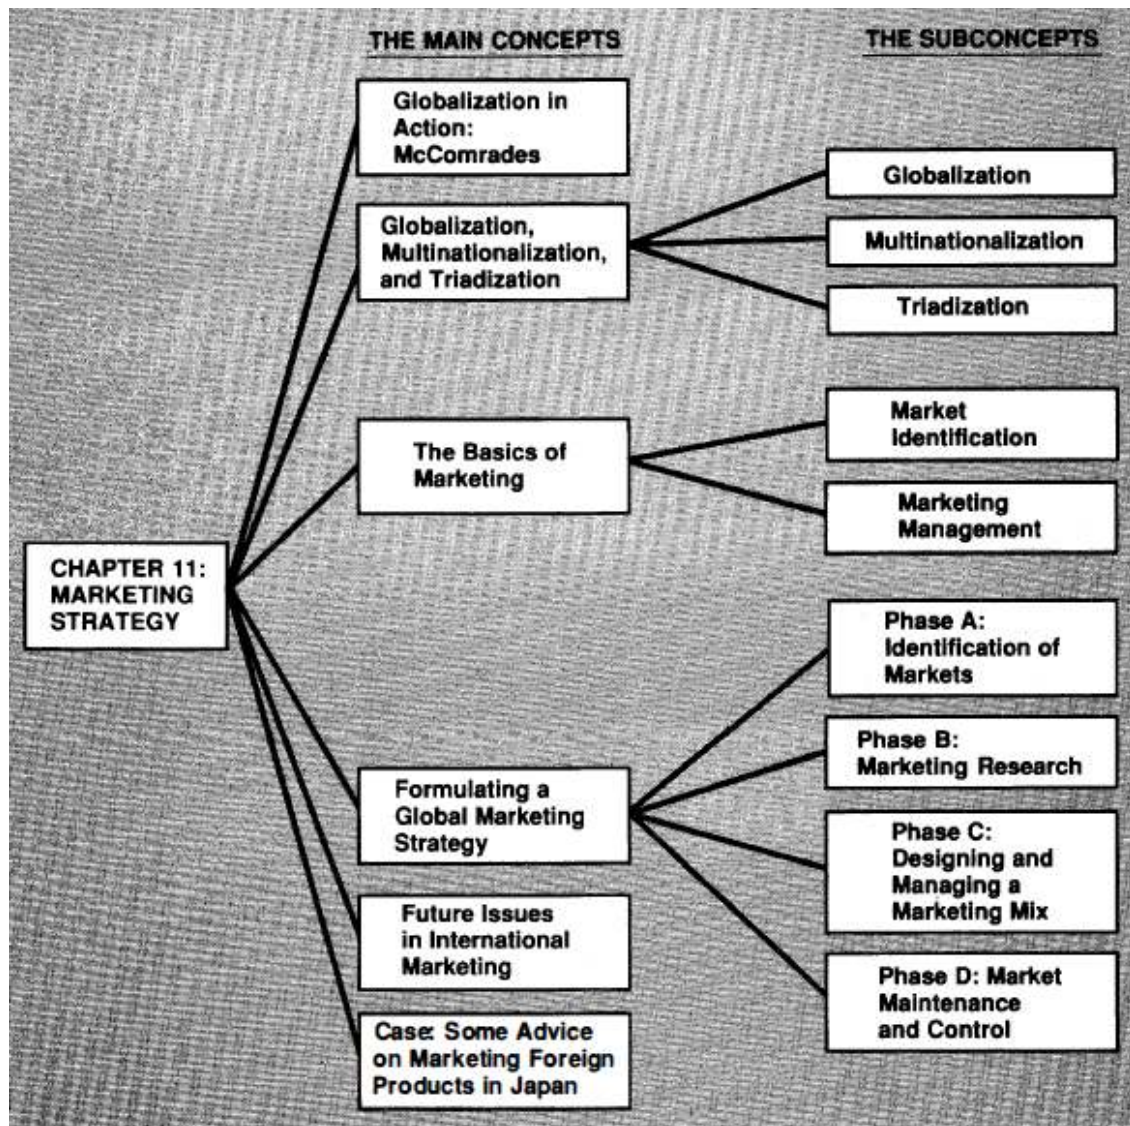 THE MAIN CONCEPTS
THE SUBCONCEPTS
CHAPTER 11:
MARKETING
STRATEGY
Globalization in
Action:
McComrades
Globalization,
Multinationalization,
and Triadization
Globalization
Multinationalization
Triadization
The Basics of
Marketing
Market
Identification
Marketing
Management
Formulating a
Global Marketing
Strategy
Phase A:
Identification of
Markets
Phase B:
Marketing Research
Phase C:
Designing and
Managing a
Marketing Mix
Phase D: Market
Maintenance
and Control
Future Issues
in International
Marketing
Case: Some Advice
on Marketing Foreign
Products in Japan